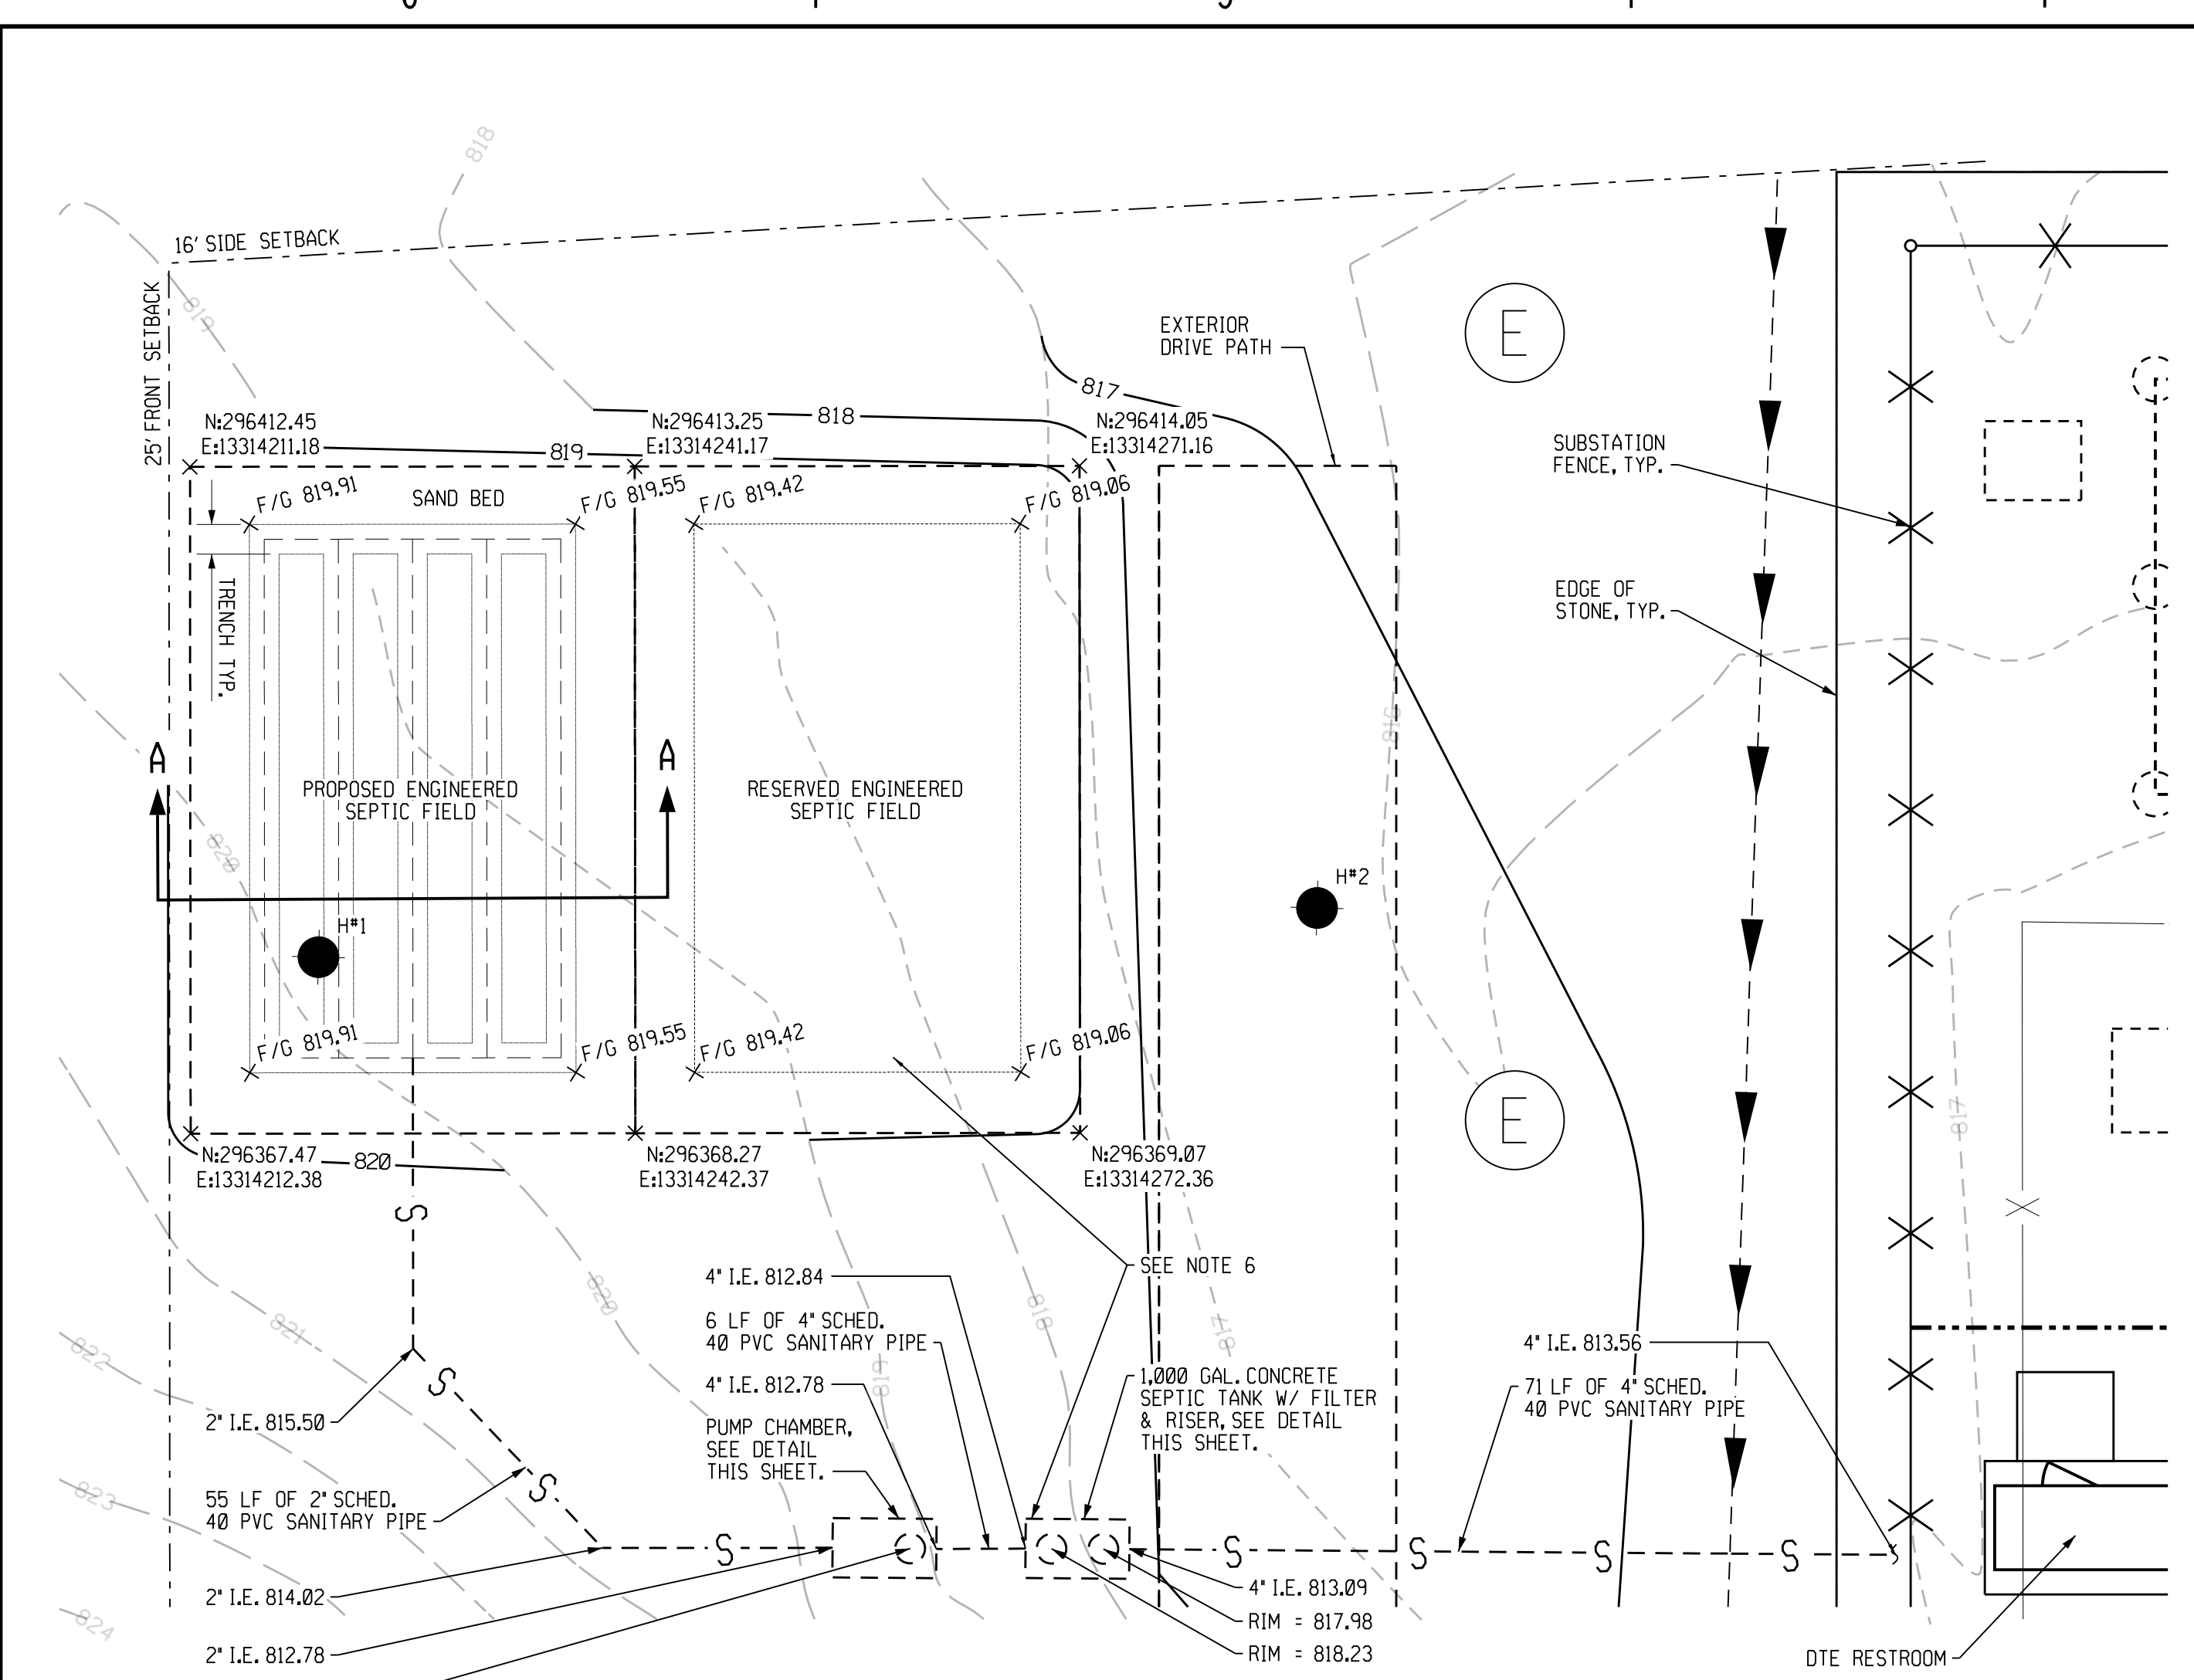 818
16' SIDE SETBACK
25' FRONT SETBACK
819
EXTERIOR
DRIVE PATH
E
817
818
819
N:296412.45
E:13314211.18
N:296413.25
E:13314241.17
N:296414.05
E:13314271.16
SUBSTATION
FENCE, TYP.
F/G 819.91
SAND BED
F/G 819.55
F/G 819.42
F/G 819.06
TRENCH TYP.
EDGE OF
STONE, TYP.
816
A
A
PROPOSED ENGINEERED
SEPTIC FIELD
RESERVED ENGINEERED
SEPTIC FIELD
820
H#1
H#2
F/G 819.91
F/G 819.55
F/G 819.42
F/G 819.06
E
817
N:296367.47
E:13314212.38
820
N:296368.27
E:13314242.37
N:296369.07
E:13314272.36
S
SEE NOTE 6
4" I.E. 812.84
820
818
817
821
822
6 LF OF 4" SCHED.
40 PVC SANITARY PIPE
4" I.E. 813.56
819
4" I.E. 812.78
1,000 GAL. CONCRETE
SEPTIC TANK W/ FILTER
& RISER, SEE DETAIL
THIS SHEET.
71 LF OF 4" SCHED.
40 PVC SANITARY PIPE
S
2" I.E. 815.50
PUMP CHAMBER,
SEE DETAIL
THIS SHEET.
823
S
55 LF OF 2" SCHED.
40 PVC SANITARY PIPE
S
S
S
S
S
2" I.E. 814.02
4" I.E. 813.09
RIM = 817.98
824
2" I.E. 812.78
RIM = 818.23
DTE RESTROOM